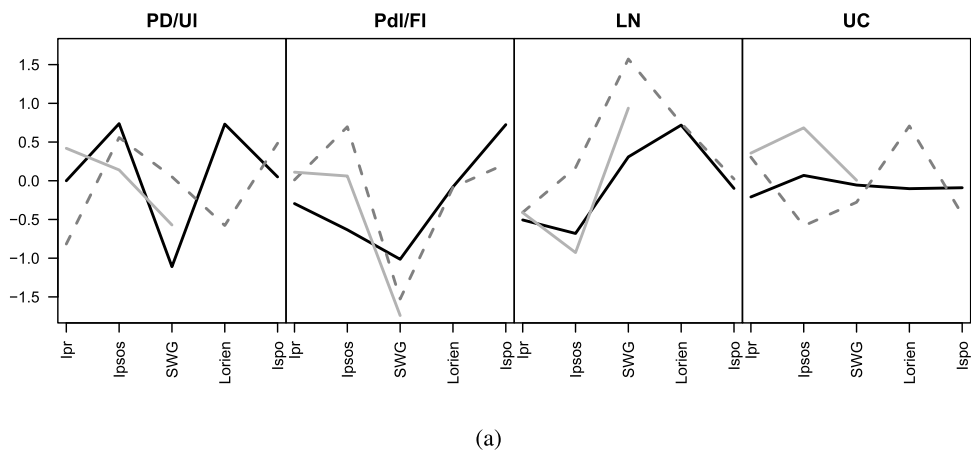 PD/UI PdI/FI LN UC
1.5
1.0
0.5
0.0
−0.5
−1.0
−1.5
Ipr Ipsos SWG Lorien Ispo Ipr Ipsos SWG Lorien Ispo Ipr Ipsos SWG Lorien Ispo Ipr Ipsos SWG Lorien Ispo
(a)